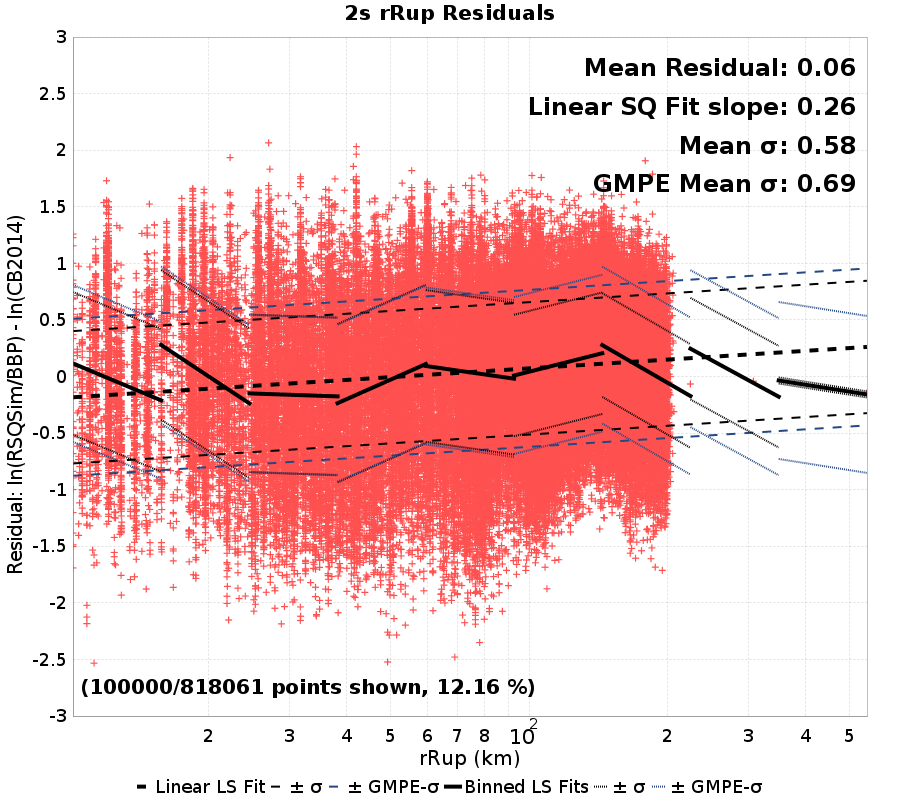 2s rRup Residuals
Mean Residual: 0.06
Linear SQ Fit slope: 0.26
Mean σ: 0.58
GMPE Mean σ: 0.69
Residual: ln(RSQSim/BBP) - ln(CB2014)
3
2.5
2
1.5
1
0.5
0
-0.5
-1
-1.5
-2
-2.5
-3
(100000/818061 points shown, 12.16 %)
2 3 4 5 6 7 8 10² 2 3 4 5
rRup (km)
Linear LS Fit ± σ ± GMPE-σ Binned LS Fits ± σ ± GMPE-σ